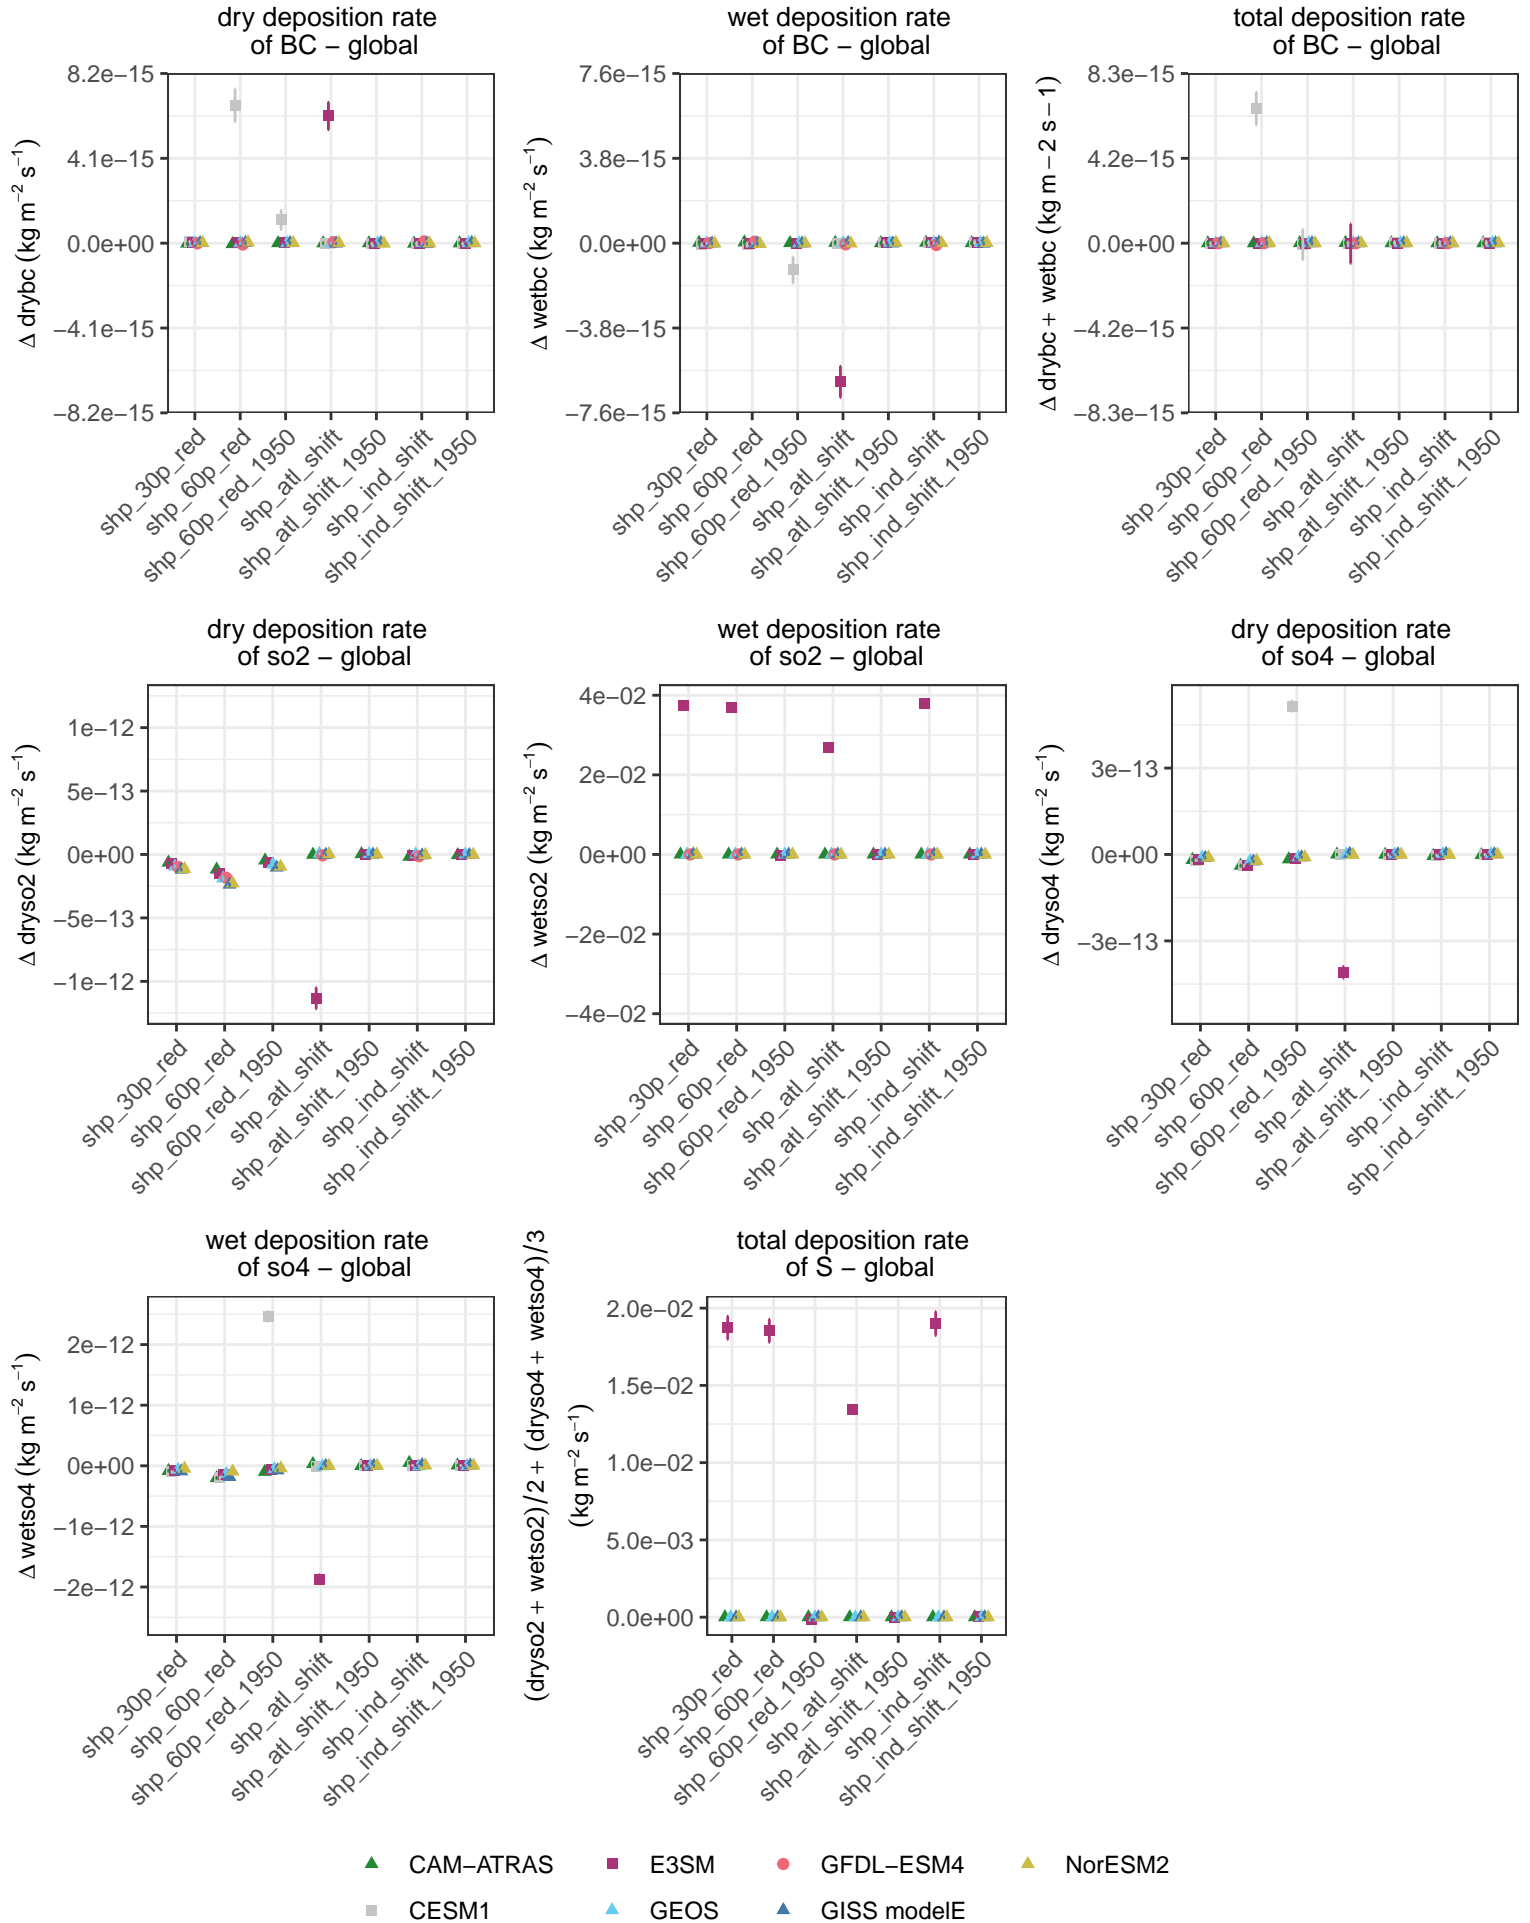 dry deposition rate
of BC − global
Δ drybc (kg m−2 s−1)
8.2e−15
4.1e−15
0.0e+00
−4.1e−15
−8.2e−15
shp_30p_red
shp_60p_red
shp_60p_red_1950
shp_atl_shift
shp_atl_shift_1950
shp_ind_shift
shp_ind_shift_1950
wet deposition rate
of BC − global
Δ wetbc (kg m−2 s−1)
7.6e−15
3.8e−15
0.0e+00
−3.8e−15
−7.6e−15
shp_30p_red
shp_60p_red
shp_60p_red_1950
shp_atl_shift
shp_atl_shift_1950
shp_ind_shift
shp_ind_shift_1950
total deposition rate
of BC − global
Δ drybc + wetbc (kg m − 2 s − 1)
8.3e−15
4.2e−15
0.0e+00
−4.2e−15
−8.3e−15
shp_30p_red
shp_60p_red
shp_60p_red_1950
shp_atl_shift
shp_atl_shift_1950
shp_ind_shift
shp_ind_shift_1950
dry deposition rate
of so2 − global
Δ dryso2 (kg m−2 s−1)
1e−12
5e−13
0e+00
−5e−13
−1e−12
shp_30p_red
shp_60p_red
shp_60p_red_1950
shp_atl_shift
shp_atl_shift_1950
shp_ind_shift
shp_ind_shift_1950
wet deposition rate
of so2 − global
Δ wetso2 (kg m−2 s−1)
4e−02
2e−02
0e+00
−2e−02
−4e−02
shp_30p_red
shp_60p_red
shp_60p_red_1950
shp_atl_shift
shp_atl_shift_1950
shp_ind_shift
shp_ind_shift_1950
dry deposition rate
of so4 − global
Δ dryso4 (kg m−2 s−1)
3e−13
0e+00
−3e−13
shp_30p_red
shp_60p_red
shp_60p_red_1950
shp_atl_shift
shp_atl_shift_1950
shp_ind_shift
shp_ind_shift_1950
wet deposition rate
of so4 − global
Δ wetso4 (kg m−2 s−1)
2e−12
1e−12
0e+00
−1e−12
−2e−12
shp_30p_red
shp_60p_red
shp_60p_red_1950
shp_atl_shift
shp_atl_shift_1950
shp_ind_shift
shp_ind_shift_1950
total deposition rate
of S − global
(dryso2 + wetso2)/2 + (dryso4 + wetso4)/3
(kg m−2 s−1)
2.0e−02
1.5e−02
1.0e−02
5.0e−03
0.0e+00
shp_30p_red
shp_60p_red
shp_60p_red_1950
shp_atl_shift
shp_atl_shift_1950
shp_ind_shift
shp_ind_shift_1950
CAM−ATRAS
E3SM
GFDL−ESM4
NorESM2
CESM1
GEOS
GISS modelE